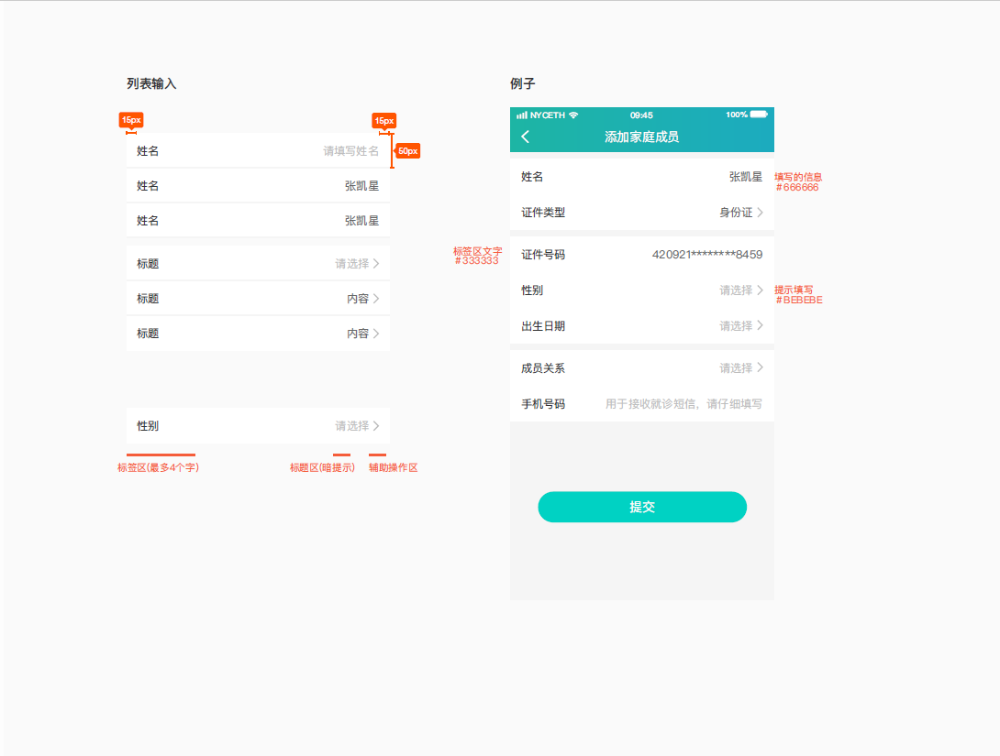 列表输入
15px
15px
50px
姓名 请填写姓名
姓名 张凯星
姓名 张凯星
标题 请选择
标题 内容
标题 内容
性别 请选择
标签区(最多4个字)
标题区(暗提示)
辅助操作区
例子
NYCETH 09:45 100%
添加家庭成员
姓名 张凯星
填写的信息
#666666
证件类型 身份证
标签区文字
#333333
证件号码 420921********8459
性别 请选择
提示填写
#BEBEBE
出生日期 请选择
成员关系 请选择
手机号码 用于接收就诊短信，请仔细填写
提交